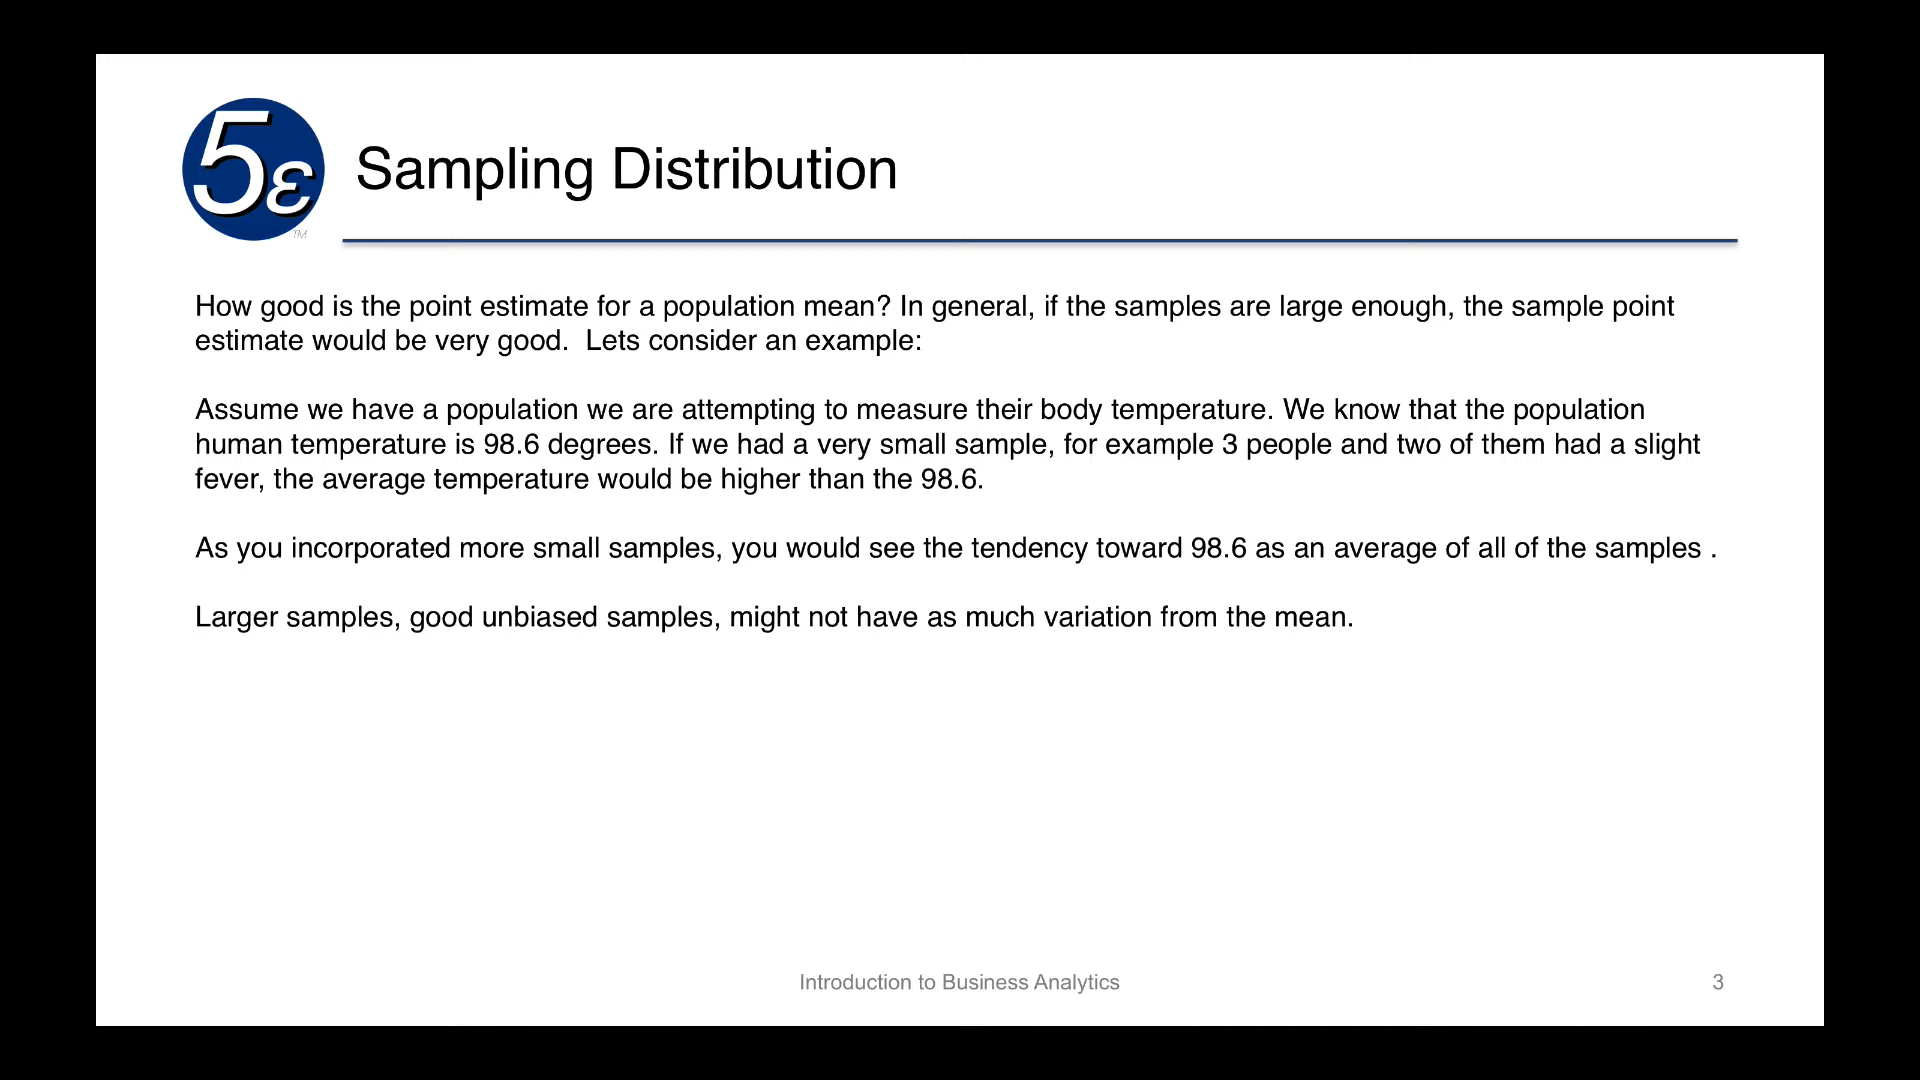 5ε
TM
Sampling Distribution
How good is the point estimate for a population mean? In general, if the samples are large enough, the sample point
estimate would be very good.  Lets consider an example:
Assume we have a population we are attempting to measure their body temperature. We know that the population
human temperature is 98.6 degrees. If we had a very small sample, for example 3 people and two of them had a slight
fever, the average temperature would be higher than the 98.6.
As you incorporated more small samples, you would see the tendency toward 98.6 as an average of all of the samples .
Larger samples, good unbiased samples, might not have as much variation from the mean.
Introduction to Business Analytics
3